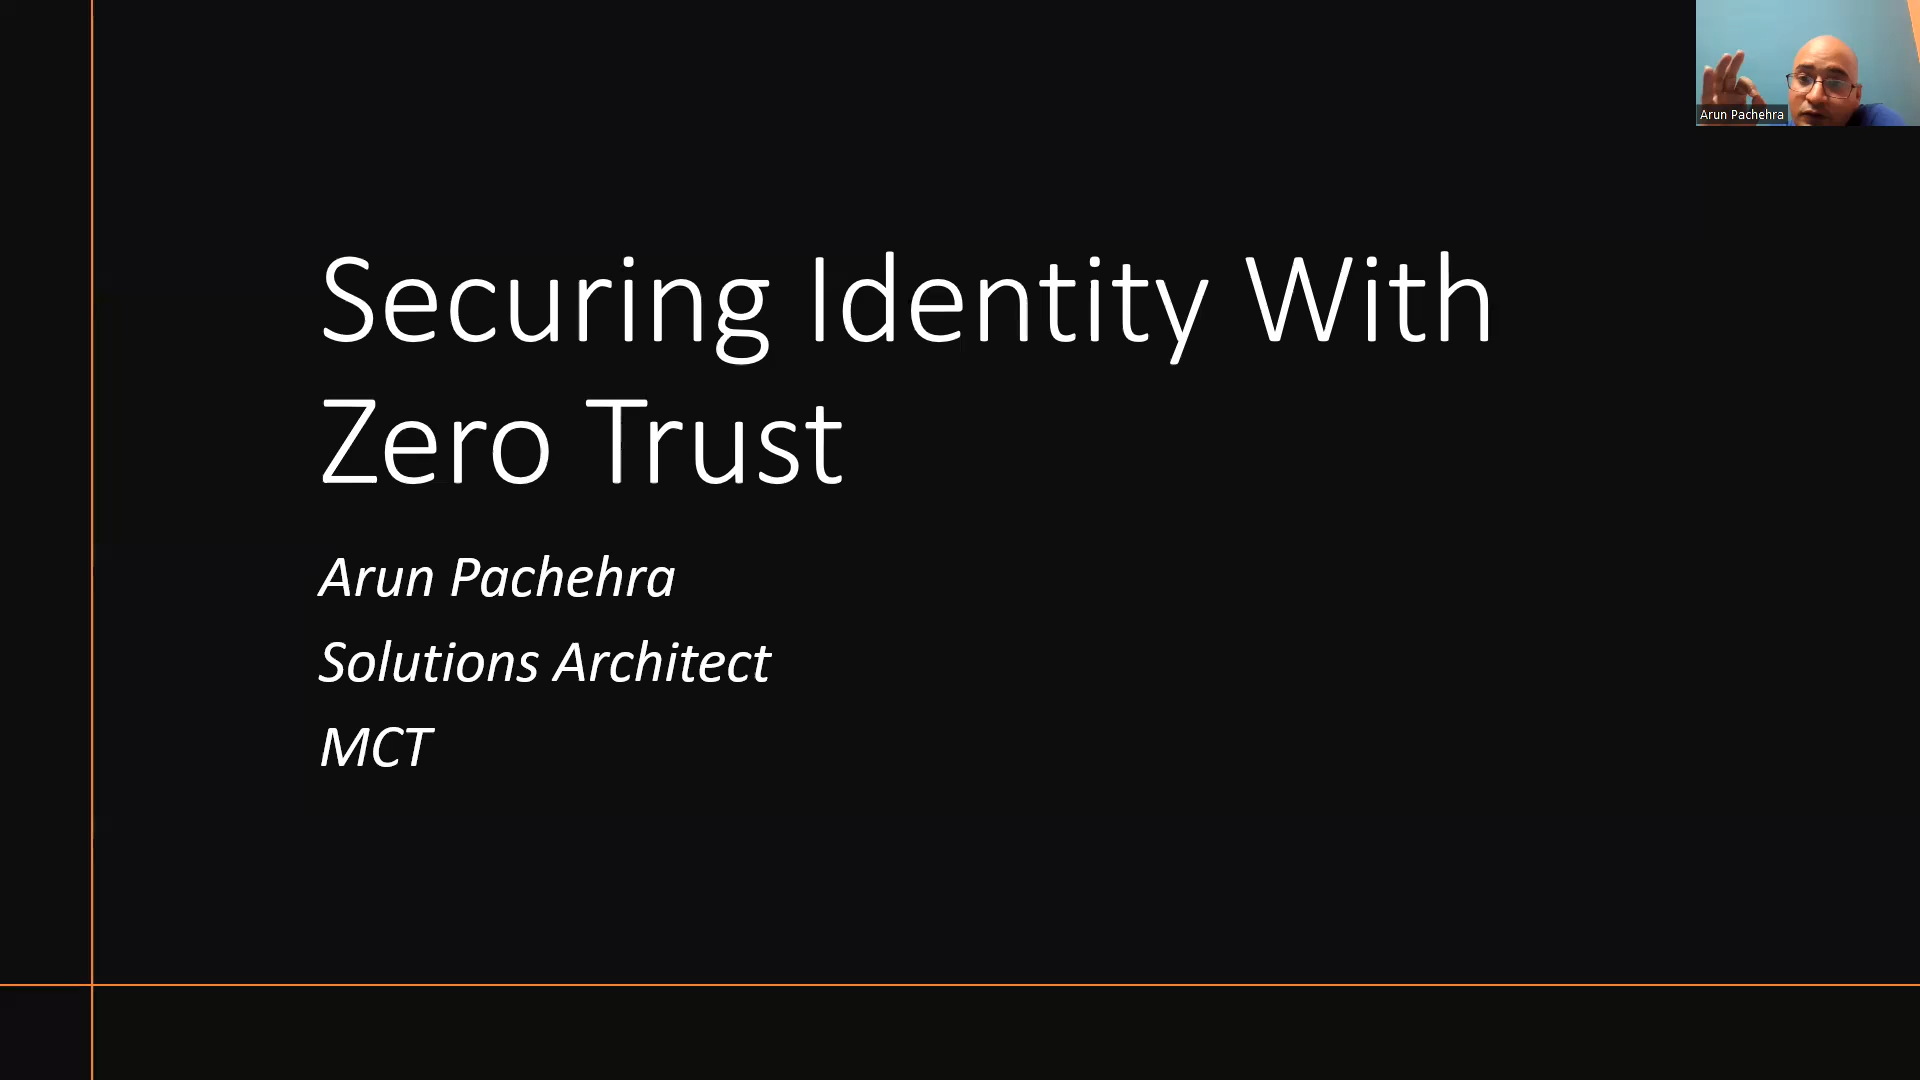 Arun Pachehra
Securing Identity With
Zero Trust
Arun Pachehra
Solutions Architect
MCT